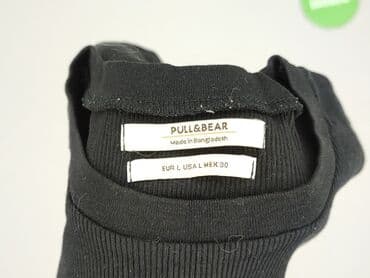 PULL&BEAR
Made in Bangladesh
EUR L USA L MEX 30